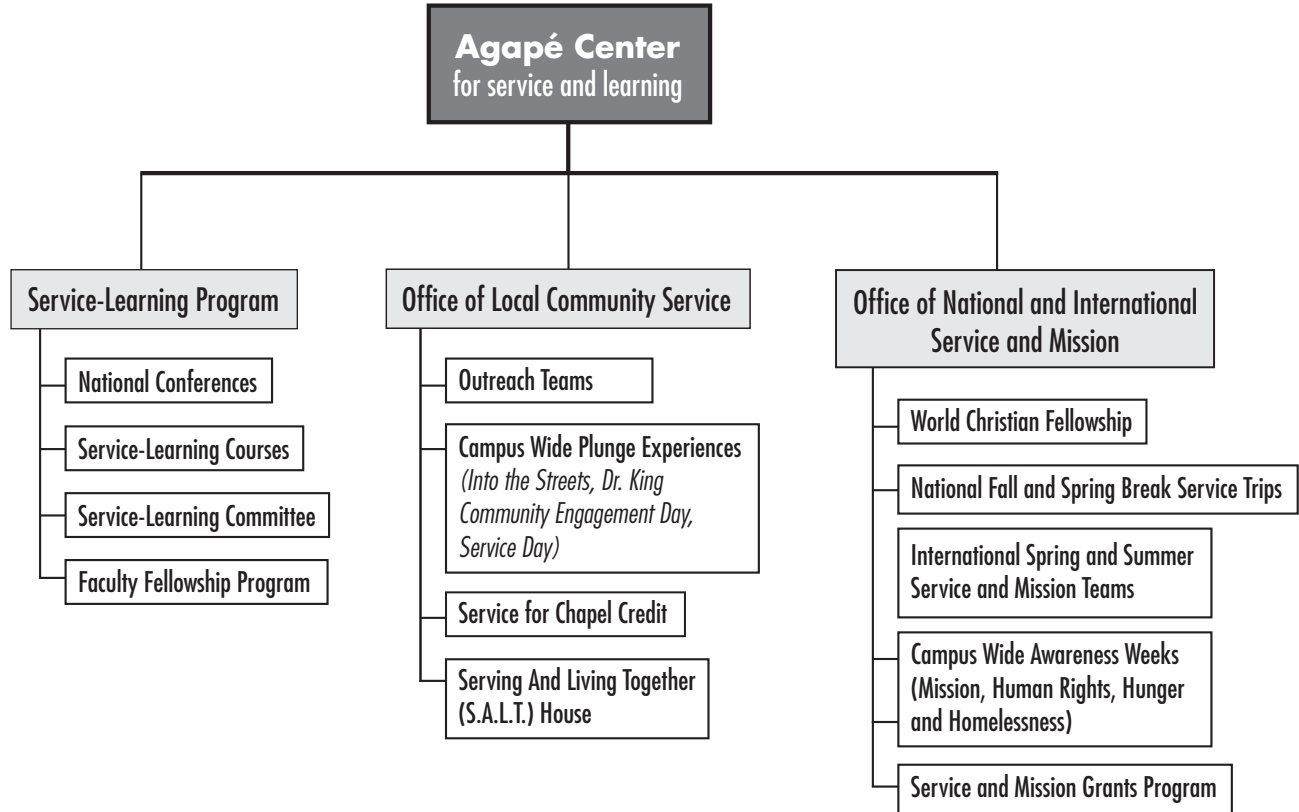 Agapé Center
for service and learning
Service-Learning Program
National Conferences
Service-Learning Courses
Service-Learning Committee
Faculty Fellowship Program
Office of Local Community Service
Outreach Teams
Campus Wide Plunge Experiences
(Into the Streets, Dr. King
Community Engagement Day,
Service Day)
Service for Chapel Credit
Serving And Living Together
(S.A.L.T.) House
Office of National and International
Service and Mission
World Christian Fellowship
National Fall and Spring Break Service Trips
International Spring and Summer
Service and Mission Teams
Campus Wide Awareness Weeks
(Mission, Human Rights, Hunger
and Homelessness)
Service and Mission Grants Program